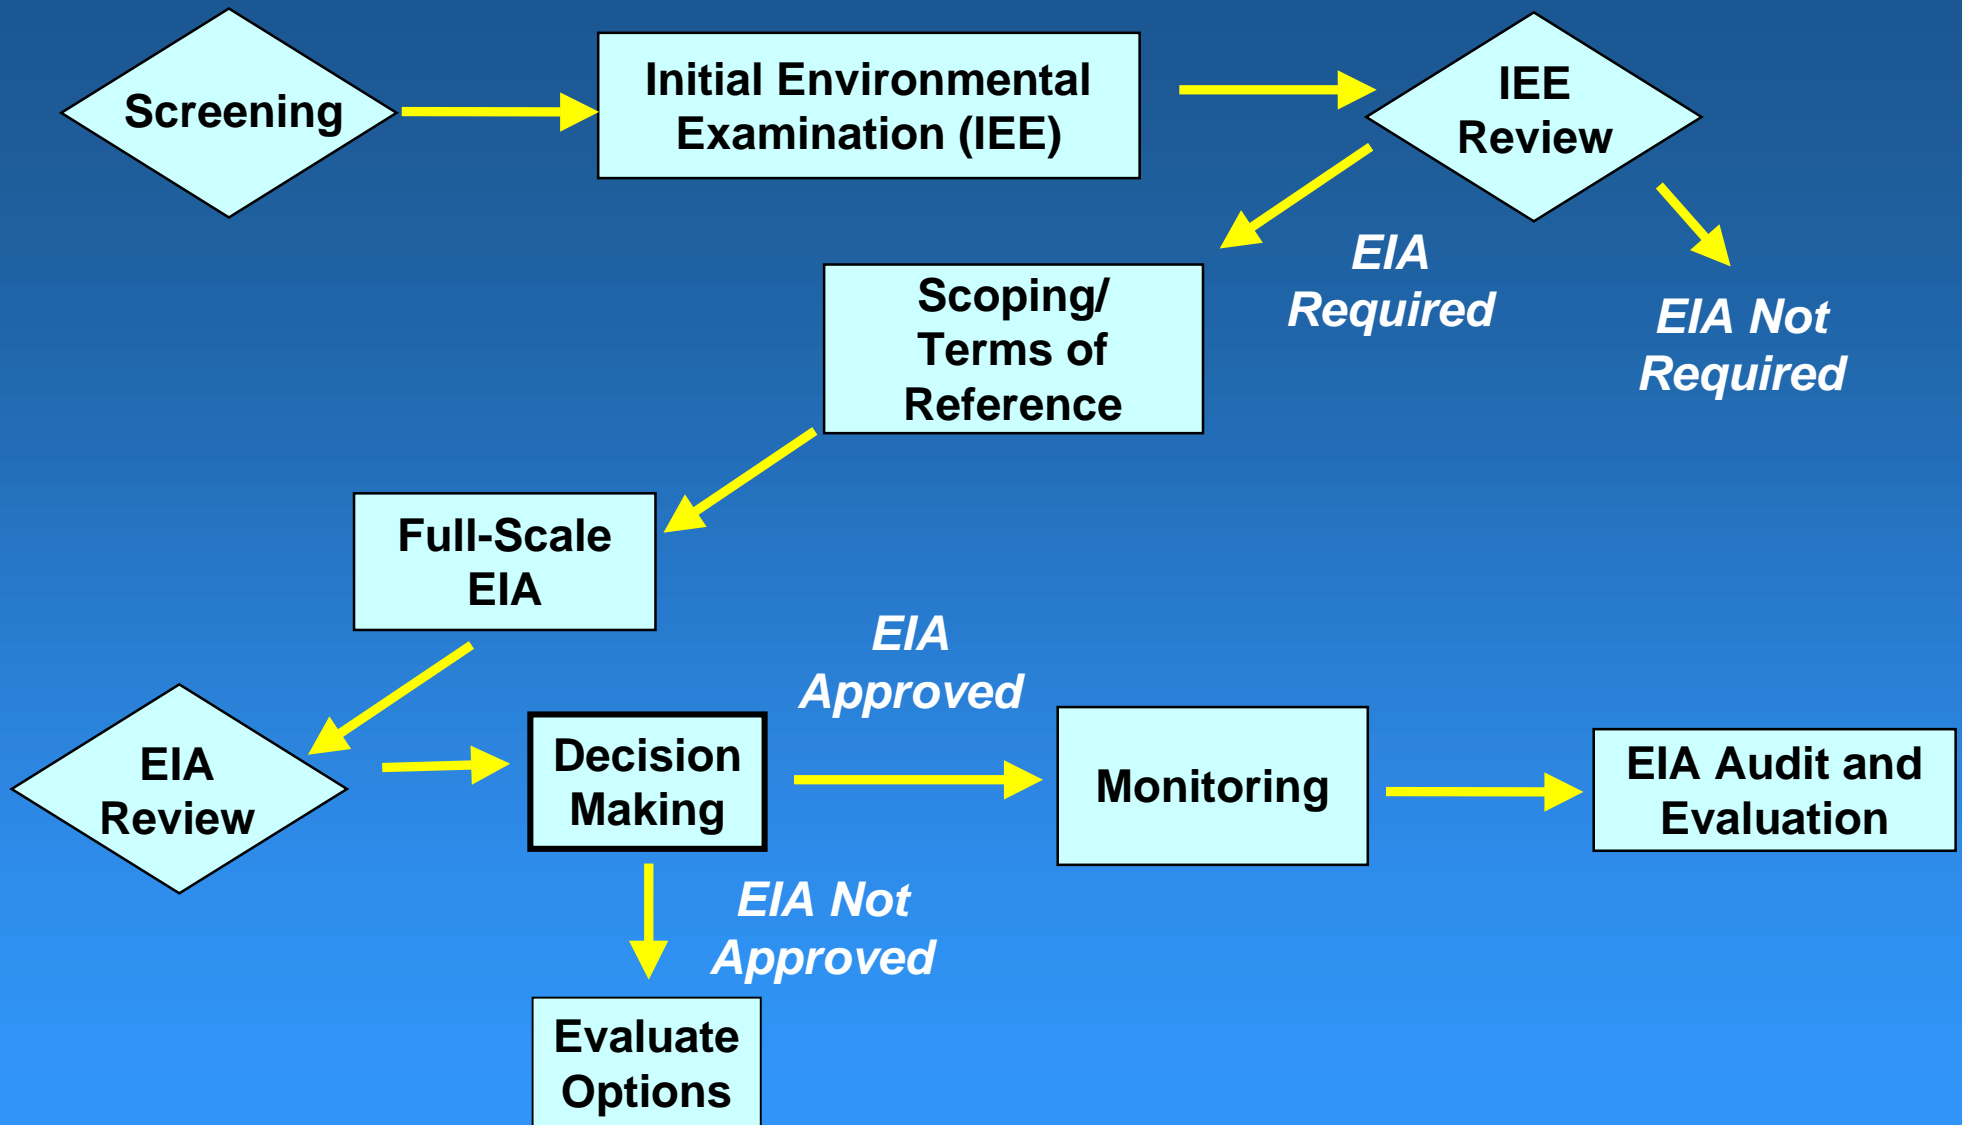 Screening
Initial Environmental
Examination (IEE)
IEE
Review
EIA
Required
EIA Not
Required
Scoping/
Terms of
Reference
Full-Scale
EIA
EIA
Approved
EIA
Review
Decision
Making
Monitoring
EIA Audit and
Evaluation
EIA Not
Approved
Evaluate
Options